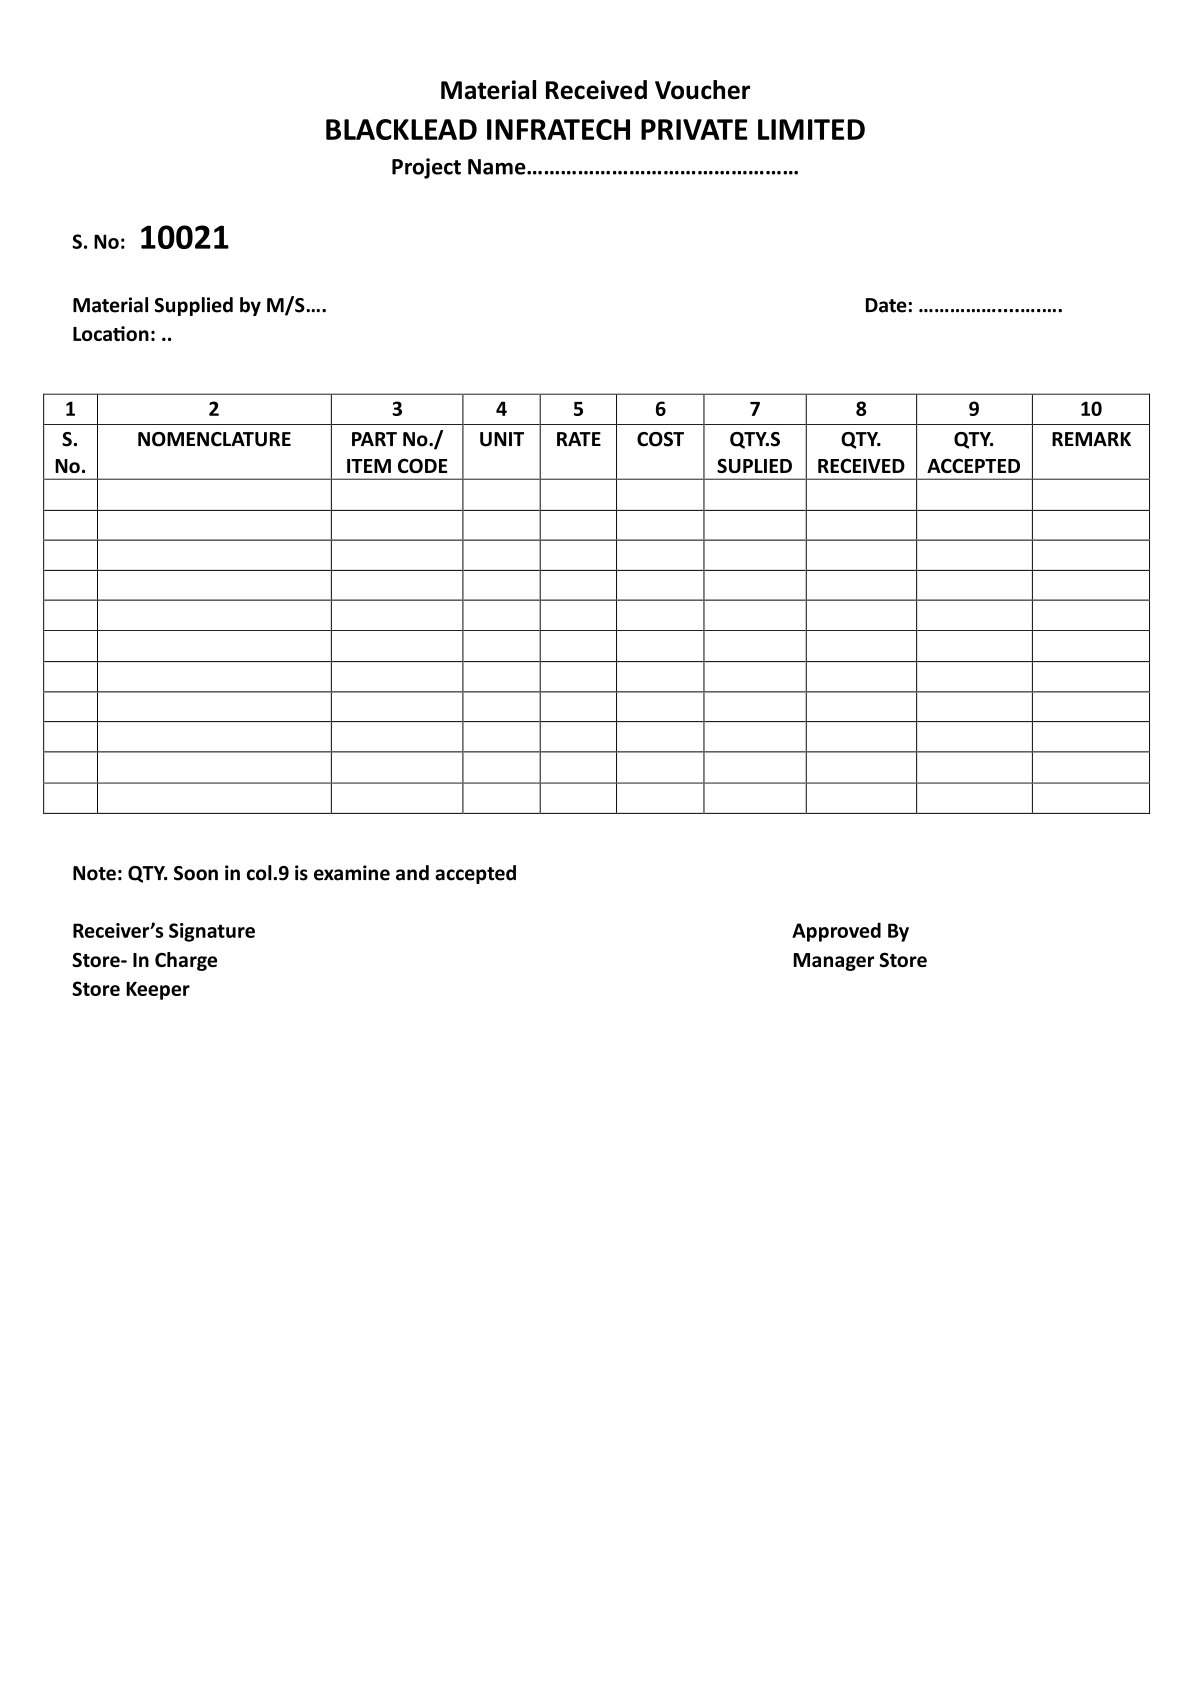 Material Received Voucher
BLACKLEAD INFRATECH PRIVATE LIMITED
Project Name…………………………………………
S. No: 10021
Material Supplied by M/S…. Date: ……………....…..….
Location: ..
1 2 3 4 5 6 7 8 9 10
S. NOMENCLATURE PART No./ UNIT RATE COST QTY.S QTY. QTY. REMARK
No. ITEM CODE SUPLIED RECEIVED ACCEPTED
Note: QTY. Soon in col.9 is examine and accepted
Receiver’s Signature Approved By
Store- In Charge Manager Store
Store Keeper